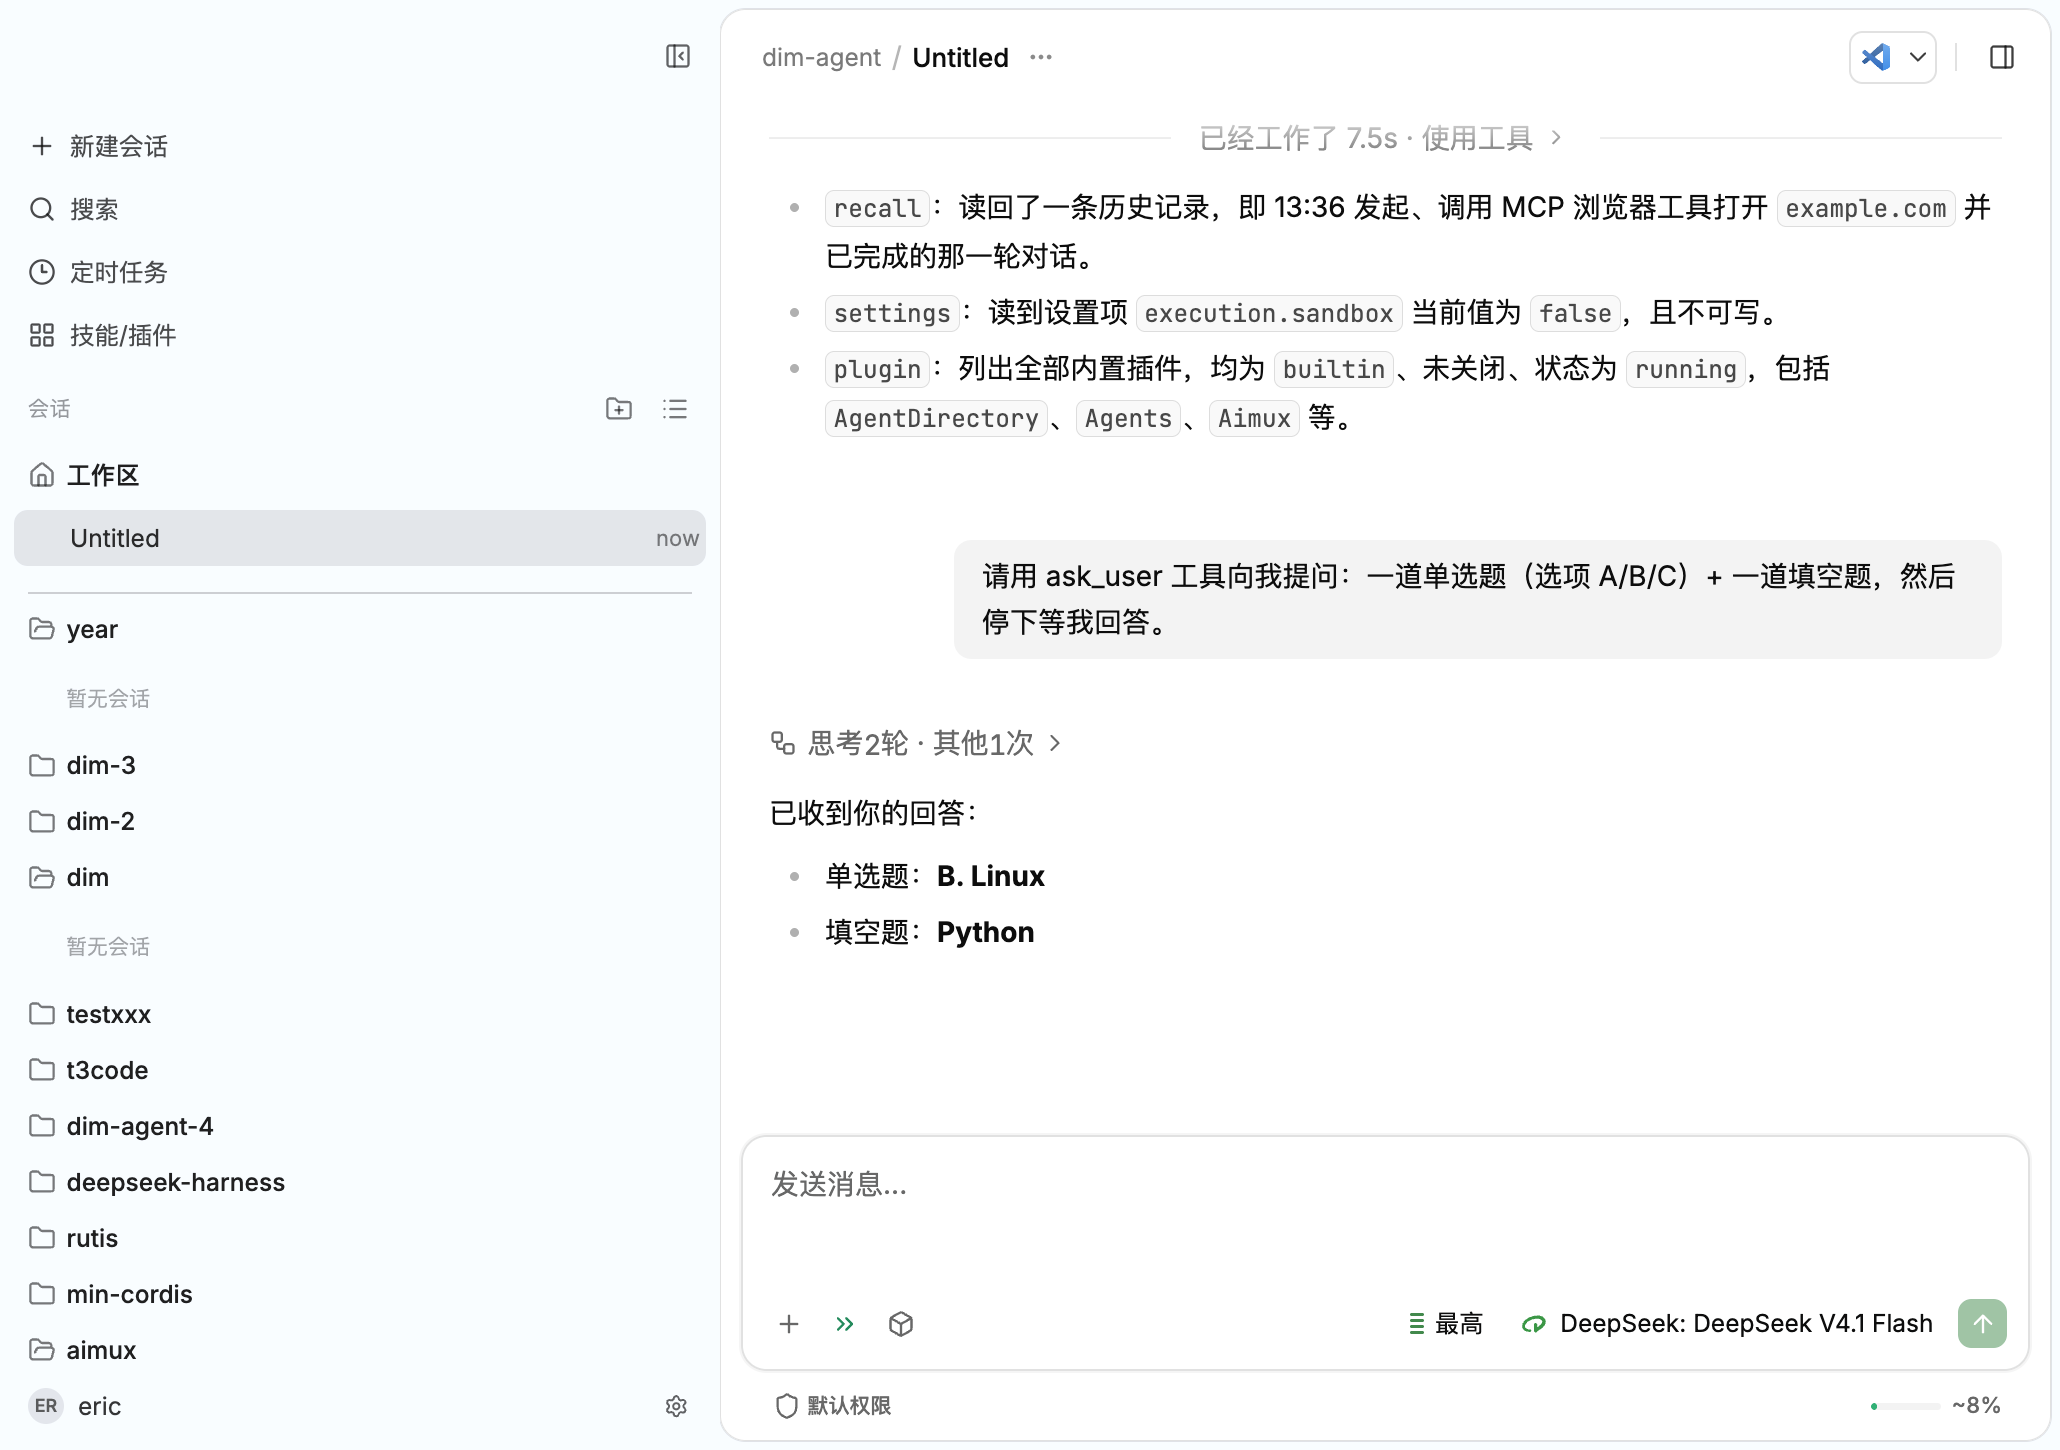 新建会话
搜索
定时任务
技能/插件
会话
工作区
Untitled now
year
暂无会话
dim-3
dim-2
dim
暂无会话
testxxx
t3code
dim-agent-4
deepseek-harness
rutis
min-cordis
aimux
ER eric
dim-agent / Untitled ···
已经工作了 7.5s · 使用工具
recall：读回了一条历史记录，即 13:36 发起、调用 MCP 浏览器工具打开 example.com 并
已完成的那一轮对话。
settings：读到设置项 execution.sandbox 当前值为 false，且不可写。
plugin：列出全部内置插件，均为 builtin、未关闭、状态为 running，包括
AgentDirectory、Agents、Aimux 等。
请用 ask_user 工具向我提问：一道单选题（选项 A/B/C）+ 一道填空题，然后
停下等我回答。
思考2轮 · 其他1次
已收到你的回答：
单选题：B. Linux
填空题：Python
发送消息...
最高 DeepSeek: DeepSeek V4.1 Flash
默认权限 ~8%